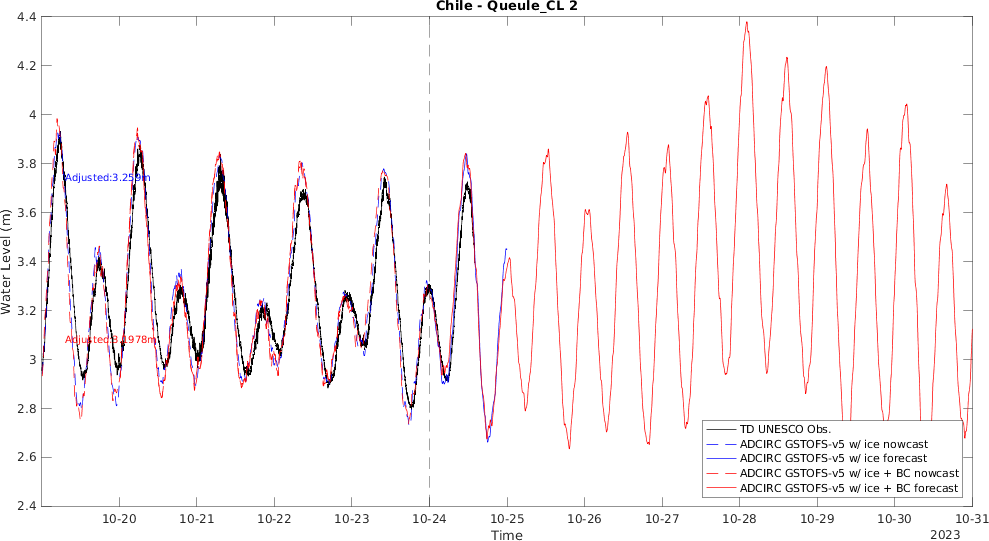 Chile - Queule_CL 2
4.4
4.2
4
3.8
3.6
3.4
3.2
3
2.8
2.6
2.4
Water Level (m)
Adjusted:3.259m
Adjusted:3.1978m
TD UNESCO Obs.
ADCIRC GSTOFS-v5 w/ ice nowcast
ADCIRC GSTOFS-v5 w/ ice forecast
ADCIRC GSTOFS-v5 w/ ice + BC nowcast
ADCIRC GSTOFS-v5 w/ ice + BC forecast
10-20 10-21 10-22 10-23 10-24 10-25 10-26 10-27 10-28 10-29 10-30 10-31
Time
2023